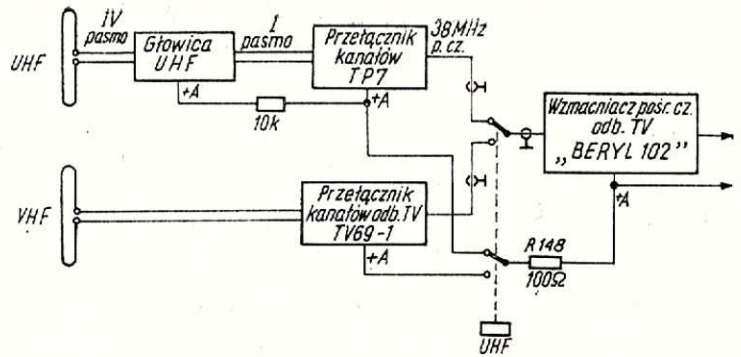 IV
pasmo
UHF
Głowica
UHF
+A
I
pasmo
10k
Przełącznik
kanałów
TP7
+A
38MHz
p. cz.
Wzmacniacz pośr. cz.
odb. TV
„BERYL 102"
+A
VHF
Przełącznik
kanałów odb. TV
TV69-1
+A
R 148
100Ω
UHF